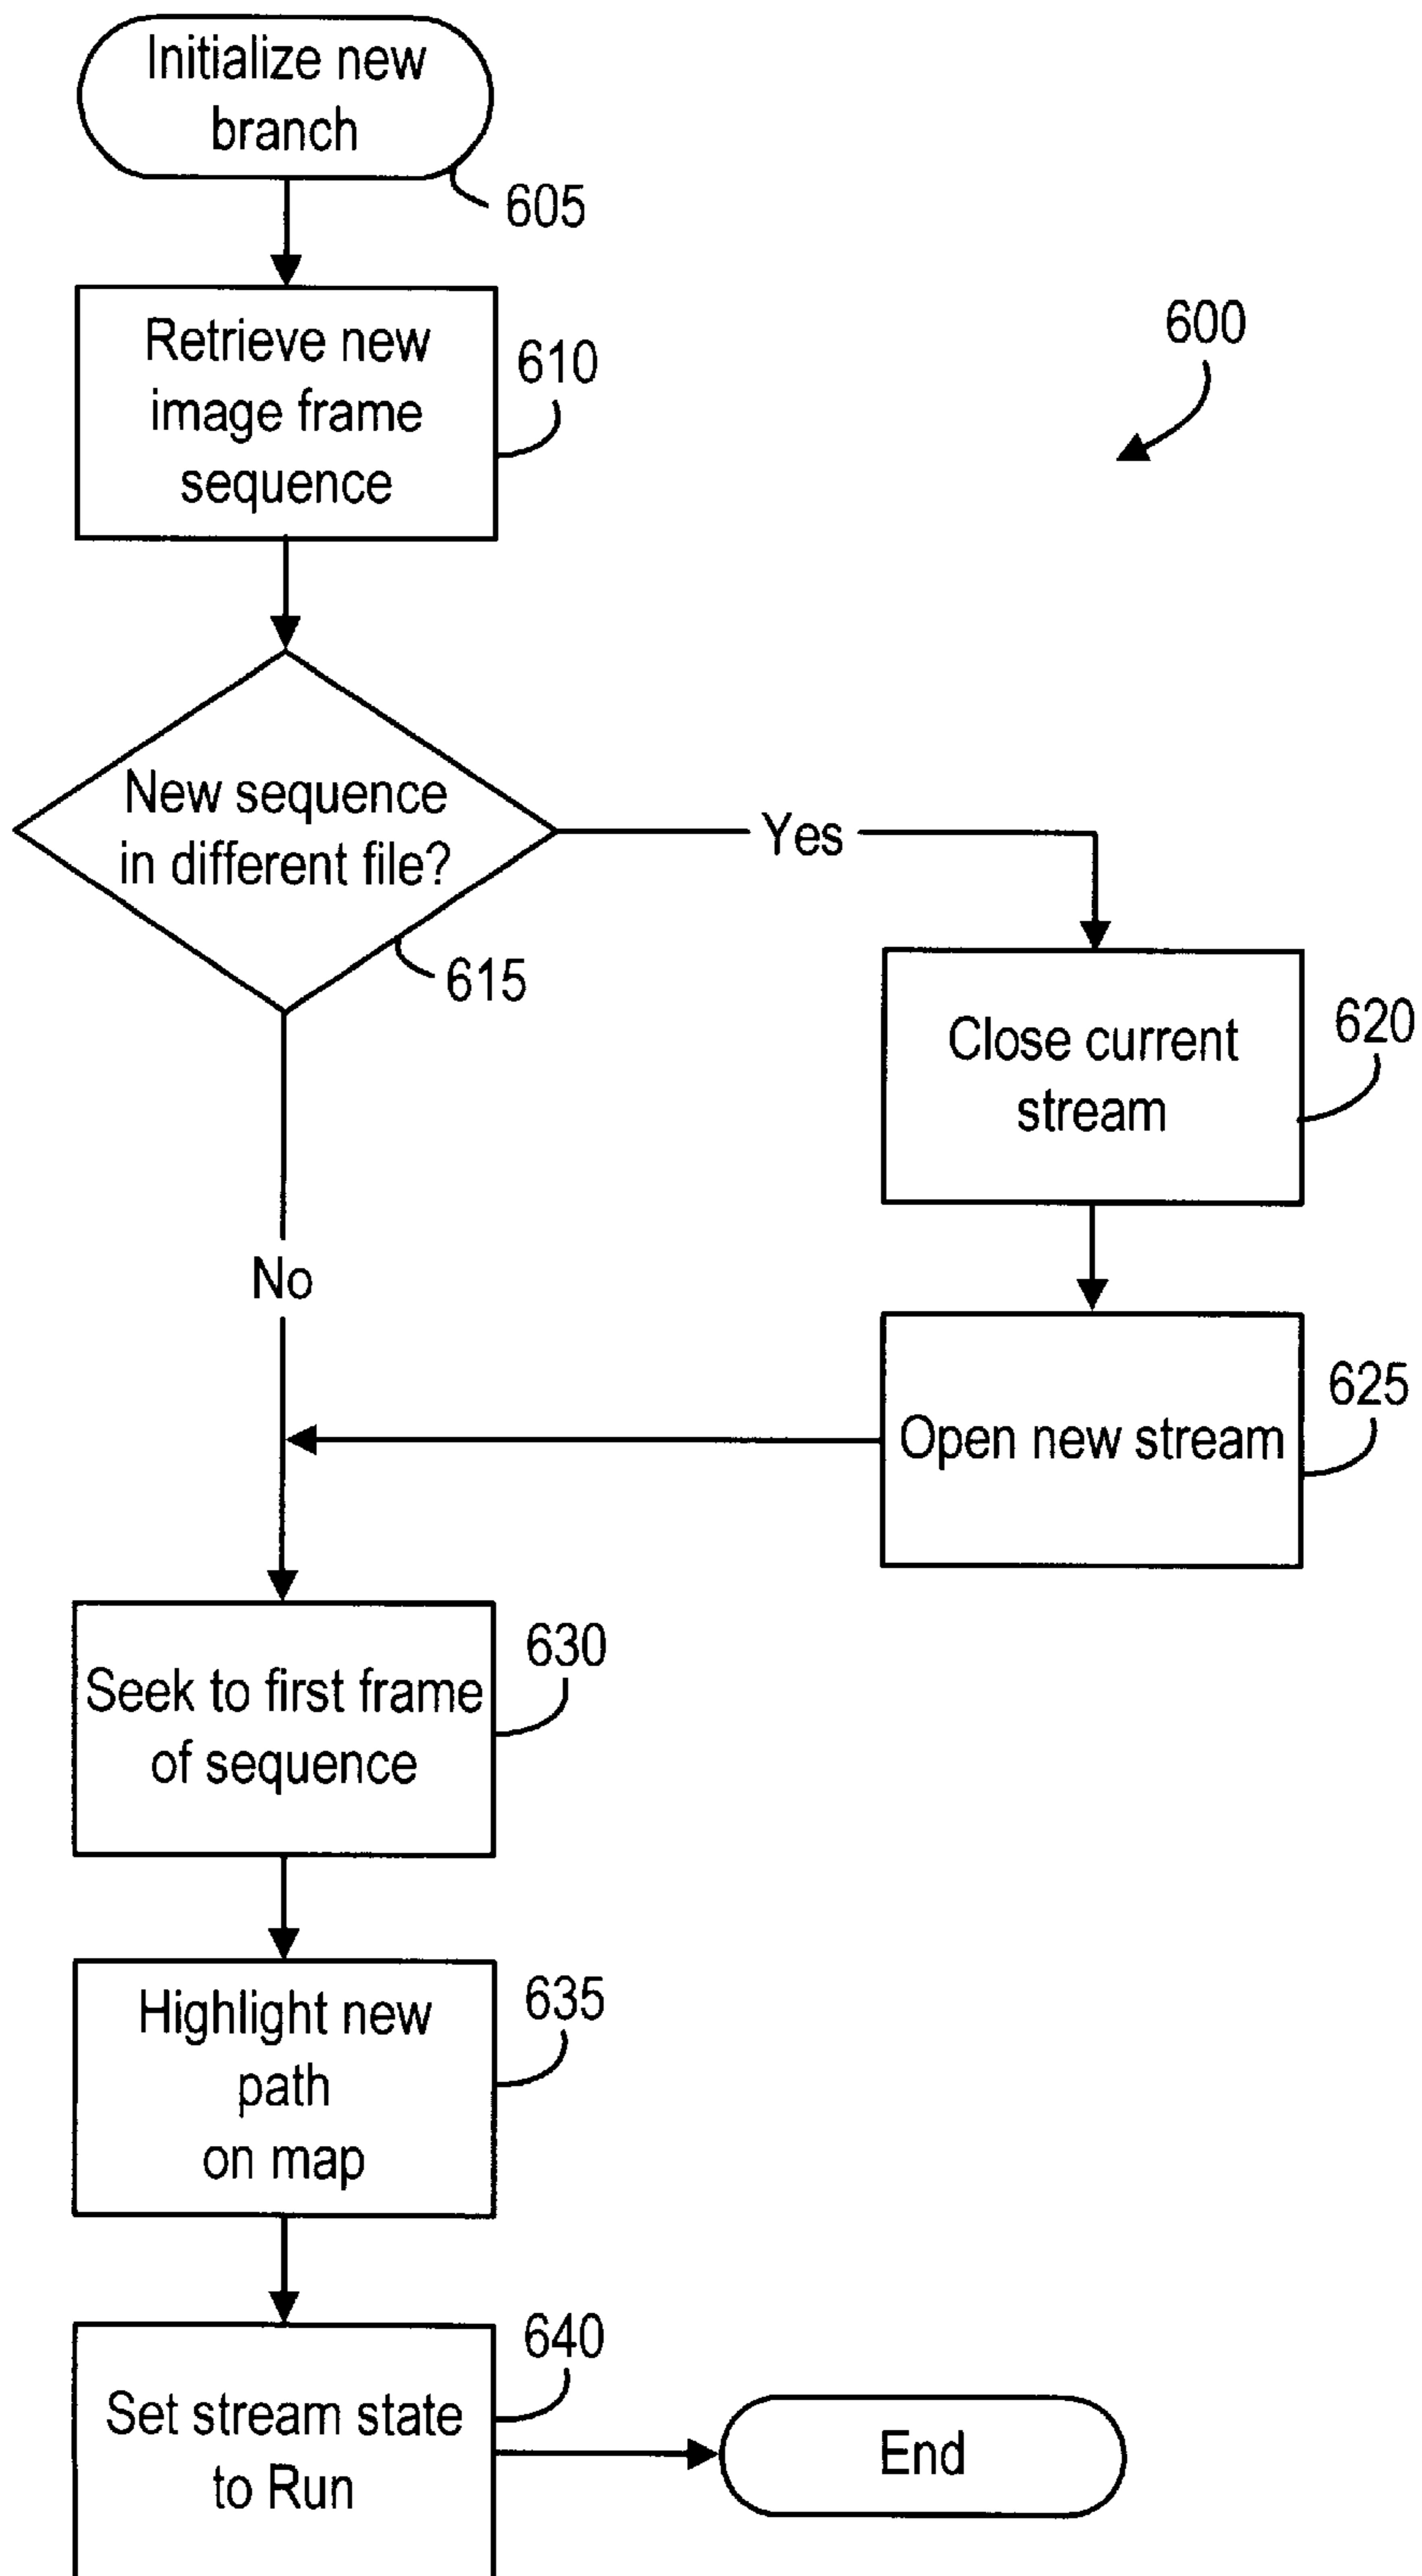 Initialize new
branch
605
Retrieve new
image frame
sequence
610
600
New sequence
in different file?
615
Yes
Close current
stream
620
No
Open new stream
625
Seek to first frame
of sequence
630
Highlight new
path
on map
635
Set stream state
to Run
640
End